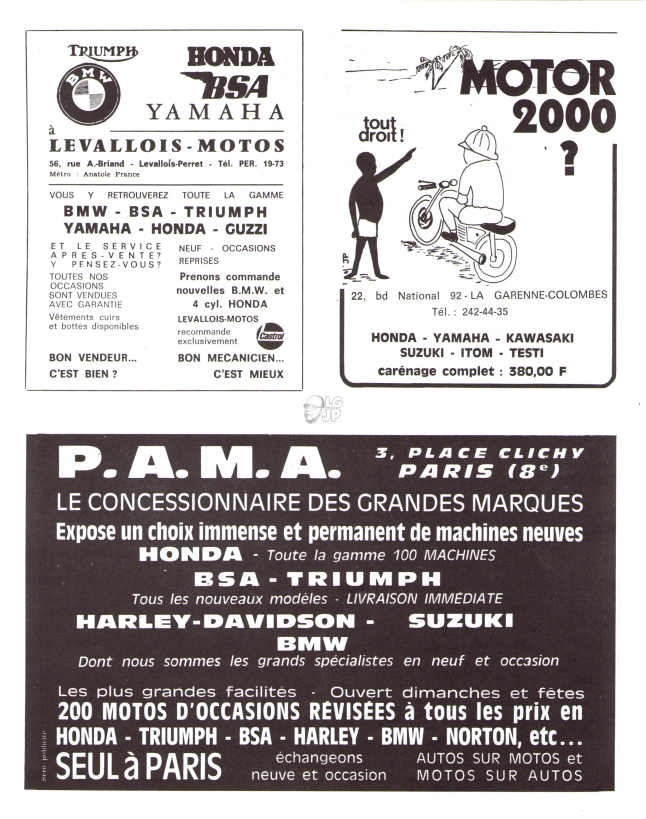 TRIUMPH
BMW
HONDA
BSA
YAMAHA
à
LEVALLOIS - MOTOS
56, rue A.-Briand - Levallois-Perret - Tél. PER. 19-73
Métro : Anatole France
VOUS Y RETROUVEREZ TOUTE LA GAMME
BMW - BSA - TRIUMPH
YAMAHA - HONDA - GUZZI
ET LE SERVICE
APRES-VENTE?
Y PENSEZ-VOUS?
TOUTES NOS
OCCASIONS
SONT VENDUES
AVEC GARANTIE
Vêtements cuirs
et bottes disponibles
NEUF - OCCASIONS
REPRISES
Prenons commande
nouvelles B.M.W. et
4 cyl. HONDA
LEVALLOIS-MOTOS
recommande
exclusivement
Castrol
BON VENDEUR...
C'EST BIEN ?
BON MECANICIEN...
C'EST MIEUX
MOTOR
2000
?
tout
droit !
JP
22, bd National 92 - LA GARENNE-COLOMBES
Tél. : 242-44-35
HONDA - YAMAHA - KAWASAKI
SUZUKI - ITOM - TESTI
carénage complet : 380,00 F
LG
JP
P.A.M.A.
3, PLACE CLICHY
PARIS (8e)
LE CONCESSIONNAIRE DES GRANDES MARQUES
Expose un choix immense et permanent de machines neuves
HONDA - Toute la gamme 100 MACHINES
BSA - TRIUMPH
Tous les nouveaux modèles - LIVRAISON IMMÉDIATE
HARLEY-DAVIDSON - SUZUKI
BMW
Dont nous sommes les grands spécialistes en neuf et occasion
Les plus grandes facilités - Ouvert dimanches et fêtes
200 MOTOS D'OCCASIONS RÉVISÉES à tous les prix en
HONDA - TRIUMPH - BSA - HARLEY - BMW - NORTON, etc...
SEUL à PARIS
échangeons
neuve et occasion
AUTOS SUR MOTOS et
MOTOS SUR AUTOS